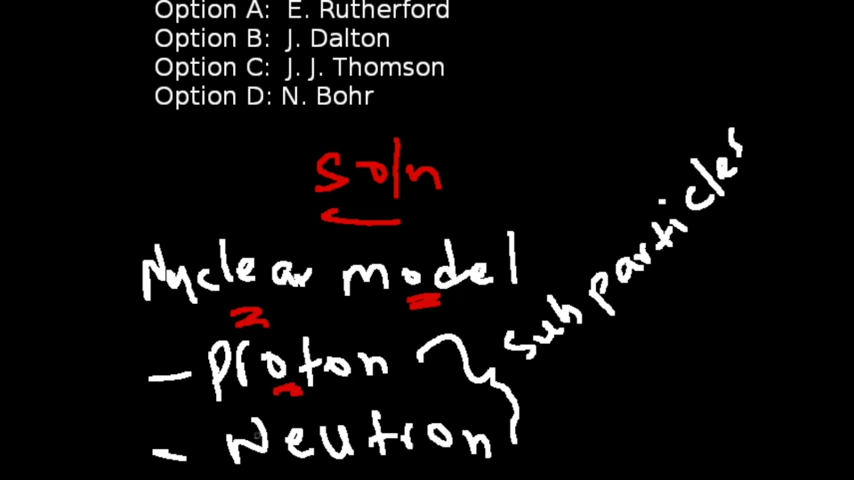 Option A: E. Rutherford
Option B: J. Dalton
Option C: J. J. Thomson
Option D: N. Bohr
soln
Nuclear model
- Proton
- Neutron
sub particles